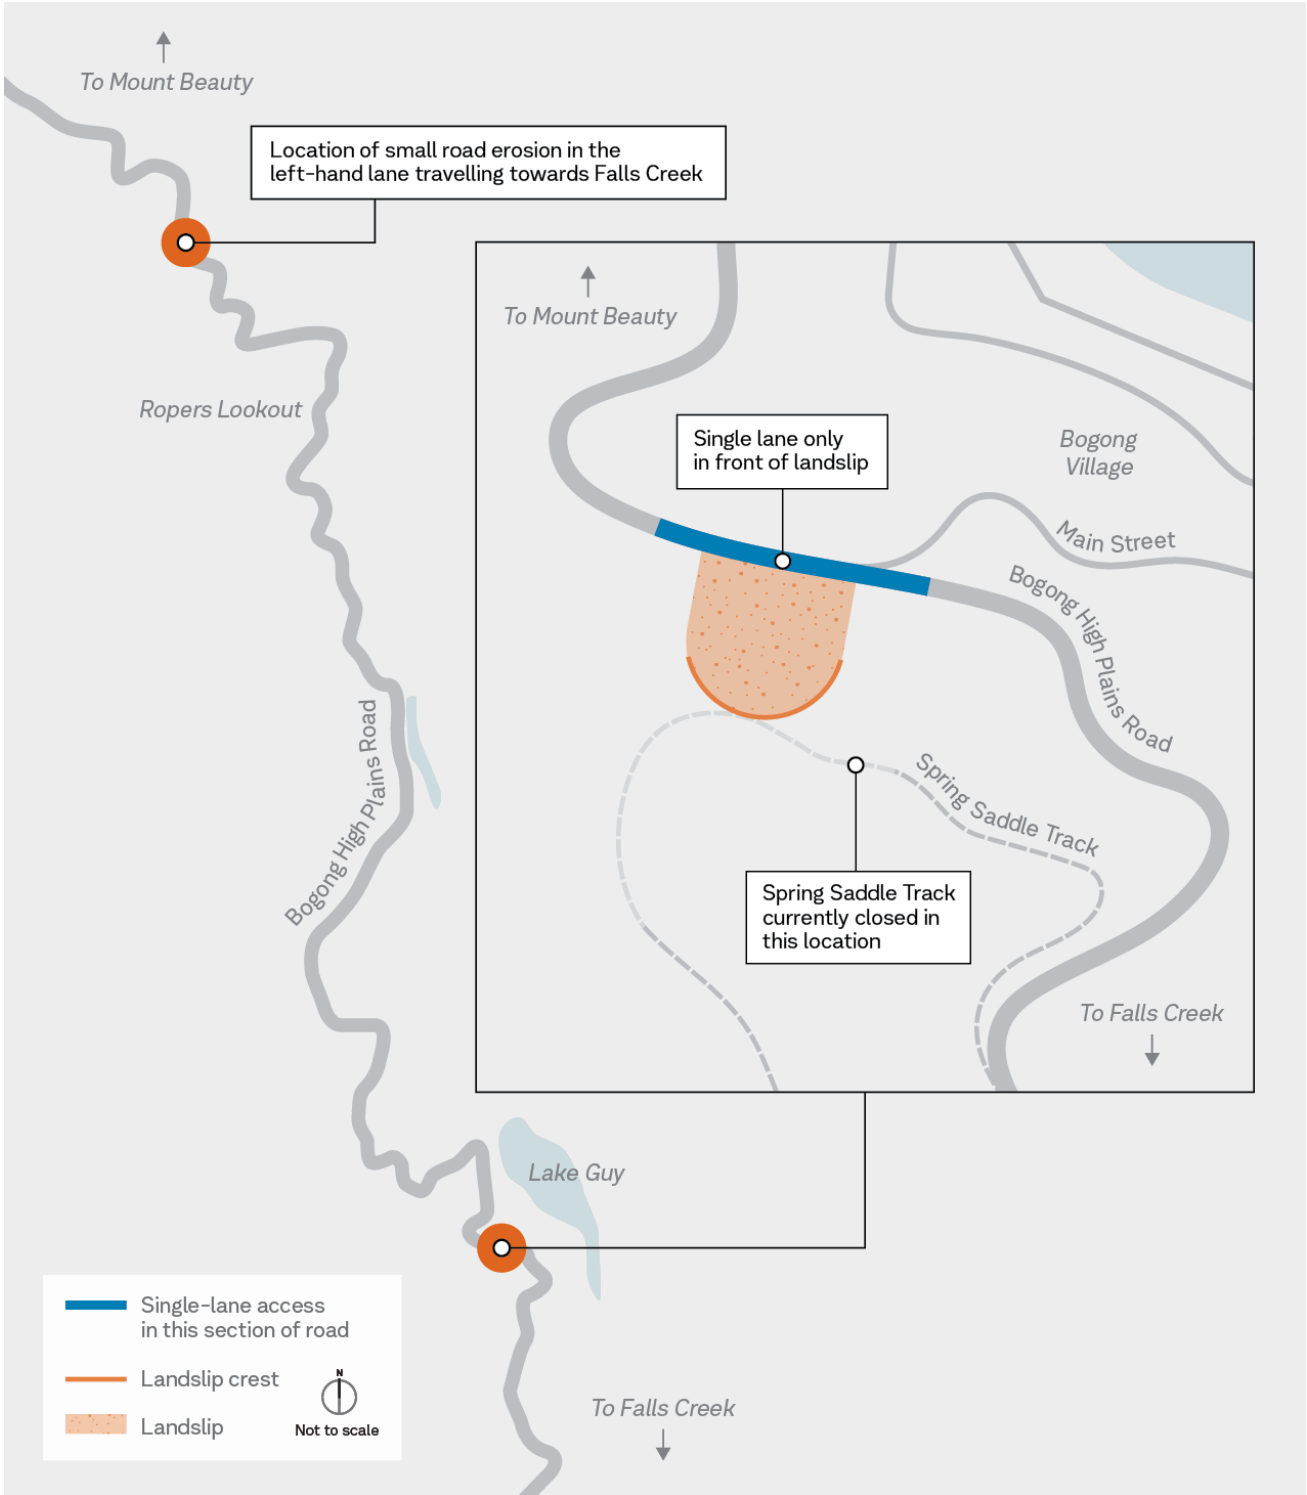 To Mount Beauty
Location of small road erosion in the
left-hand lane travelling towards Falls Creek
To Mount Beauty
Ropers Lookout
Single lane only
in front of landslip
Bogong
Village
Main Street
Bogong High Plains Road
Bogong High Plains Road
Spring Saddle Track
Spring Saddle Track
currently closed in
this location
To Falls Creek
Lake Guy
Single-lane access
in this section of road
Landslip crest
Landslip
N
Not to scale
To Falls Creek